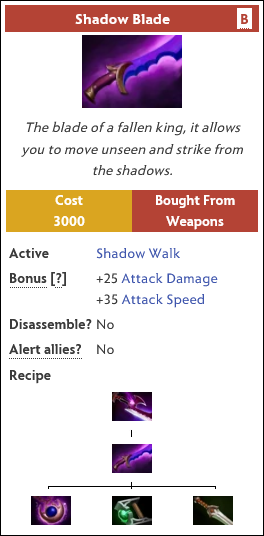 Shadow Blade B
The blade of a fallen king, it allows
you to move unseen and strike from
the shadows.
Cost Bought From
3000 Weapons
Active Shadow Walk
Bonus [?] +25 Attack Damage
+35 Attack Speed
Disassemble? No
Alert allies? No
Recipe